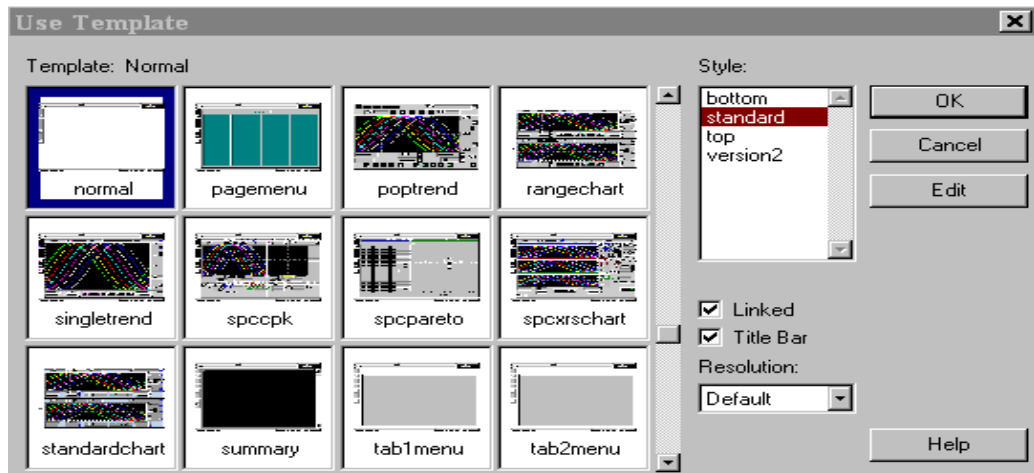 Use Template
Template: Normal
normal
pagemenu
poptrend
rangechart
singletrend
spccpk
spcpareto
spcxrschart
standardchart
summary
tab1menu
tab2menu
Style:
bottom
standard
top
version2
Linked
Title Bar
Resolution:
Default
OK
Cancel
Edit
Help